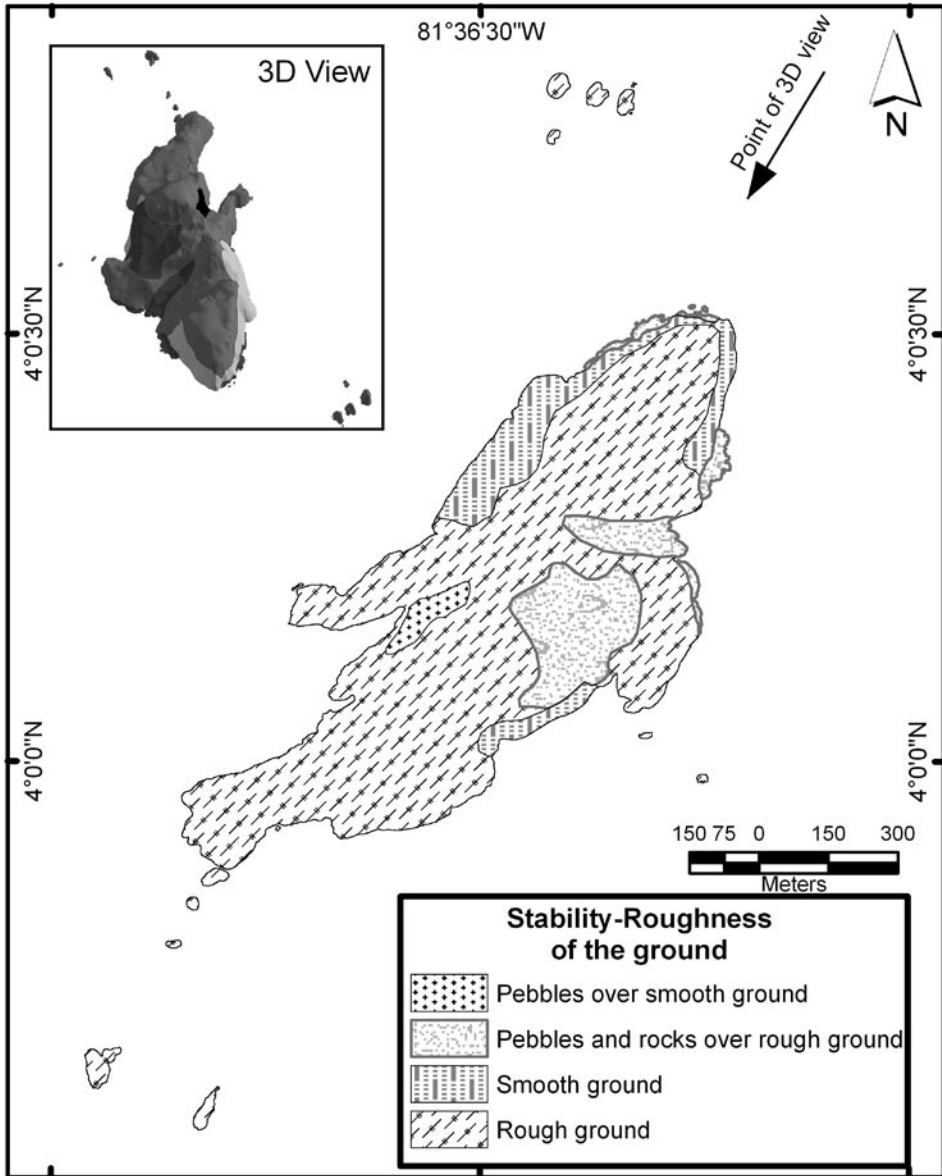 81°36'30"W
3D View
Point of 3D view
N
4°0'30"N
4°0'30"N
4°0'0"N
4°0'0"N
150 75 0 150 300
Meters
Stability-Roughness
of the ground
Pebbles over smooth ground
Pebbles and rocks over rough ground
Smooth ground
Rough ground